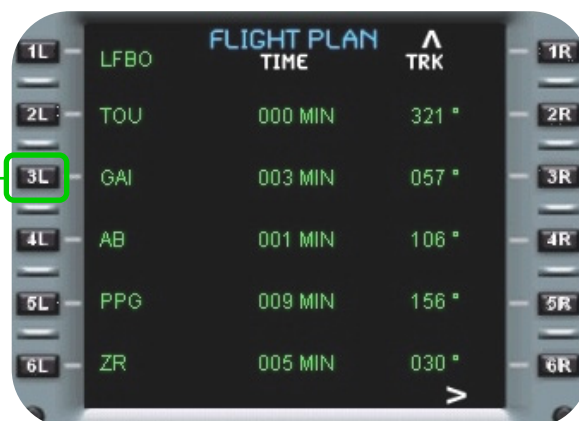 FLIGHT PLAN ᐱ
1L LFBO TIME TRK 1R
2L TOU 000 MIN 321 ° 2R
3L GAI 003 MIN 057 ° 3R
4L AB 001 MIN 106 ° 4R
5L PPG 009 MIN 156 ° 5R
6L ZR 005 MIN 030 ° 6R
>